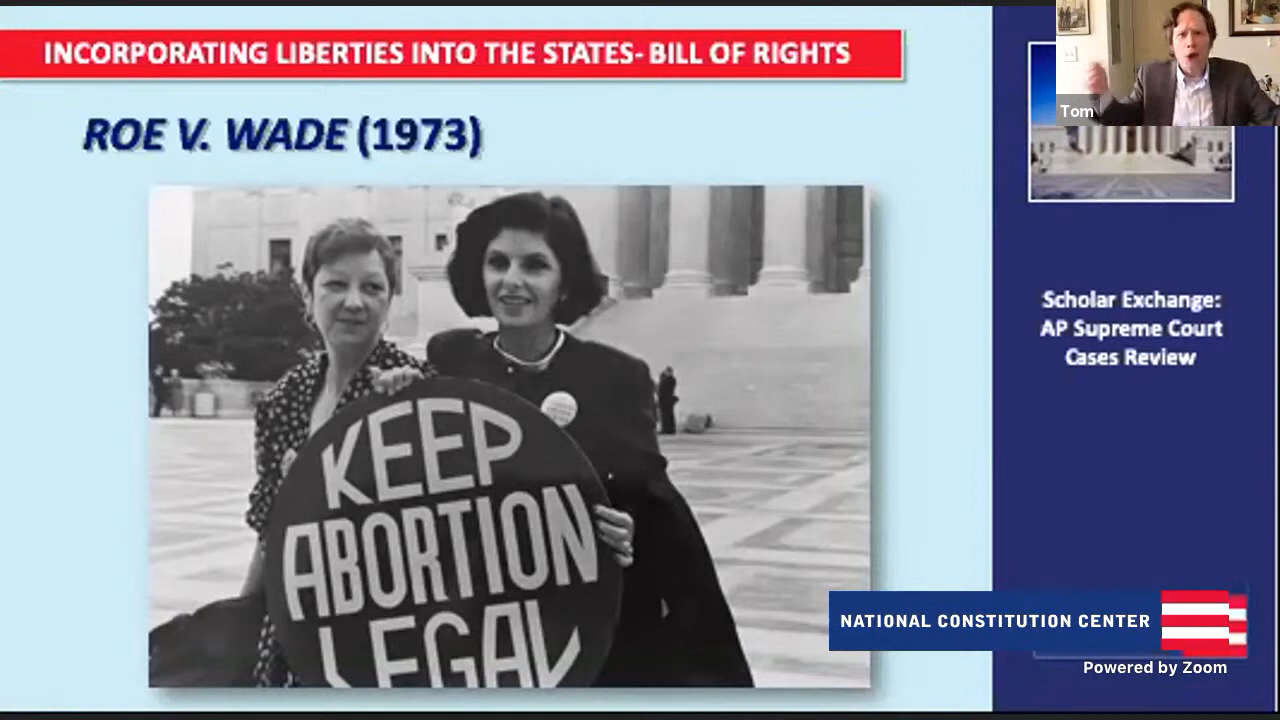 INCORPORATING LIBERTIES INTO THE STATES- BILL OF RIGHTS
ROE V. WADE (1973)
KEEP
ABORTION
LEGAL
Tom
Scholar Exchange:
AP Supreme Court
Cases Review
NATIONAL CONSTITUTION CENTER
Powered by Zoom